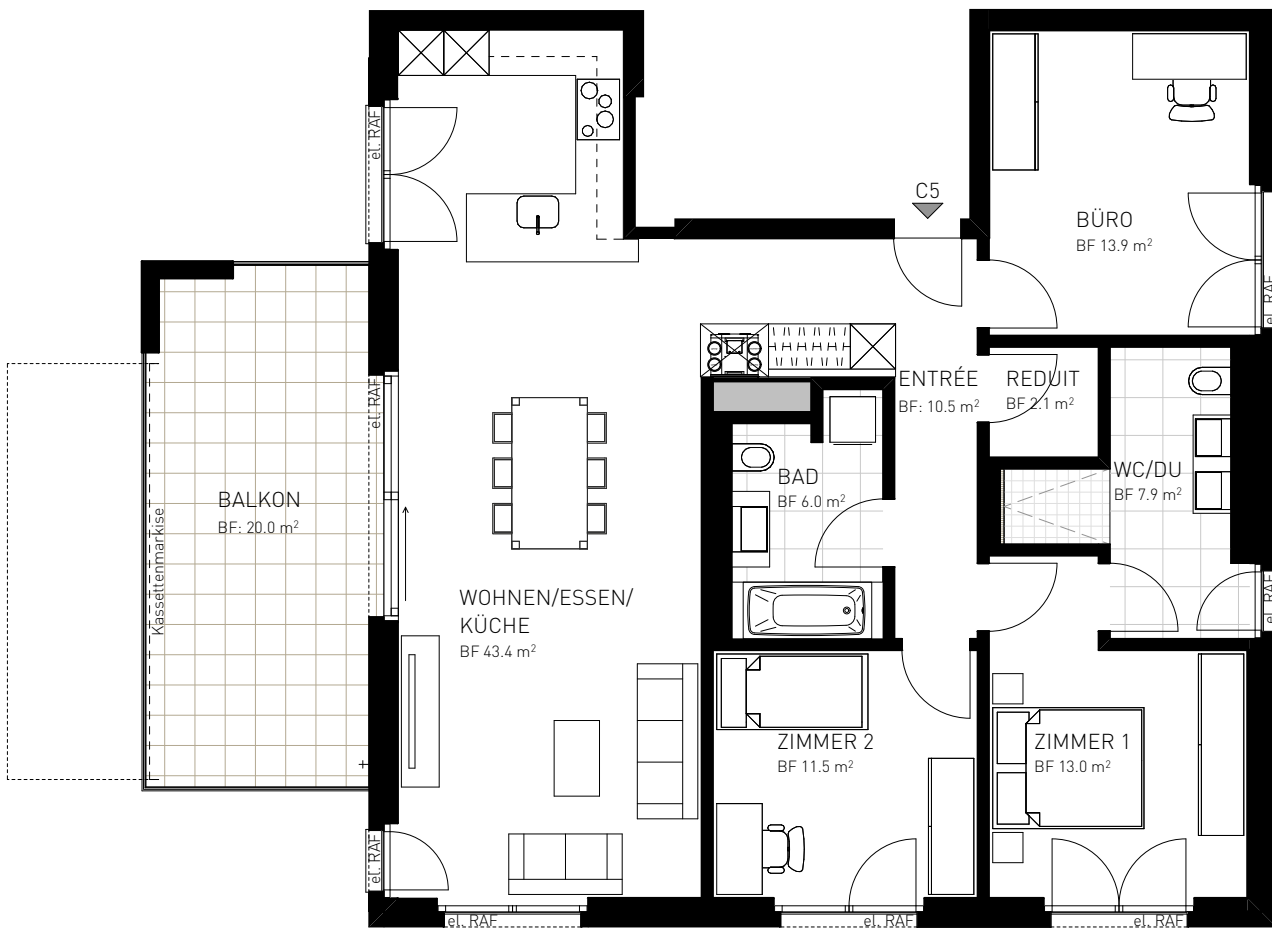 el. RAF
C5
BÜRO
BF 13.9 m²
el. RAF
ENTRÉE
BF: 10.5 m²
REDUIT
BF 2.1 m²
el. RAF
BALKON
BF: 20.0 m²
Kassettenmarkise
BAD
BF 6.0 m²
WC/DU
BF 7.9 m²
WOHNEN/ESSEN/
KÜCHE
BF 43.4 m²
el. RAF
ZIMMER 2
BF 11.5 m²
ZIMMER 1
BF 13.0 m²
el. RAF
el. RAF
el. RAF
el. RAF